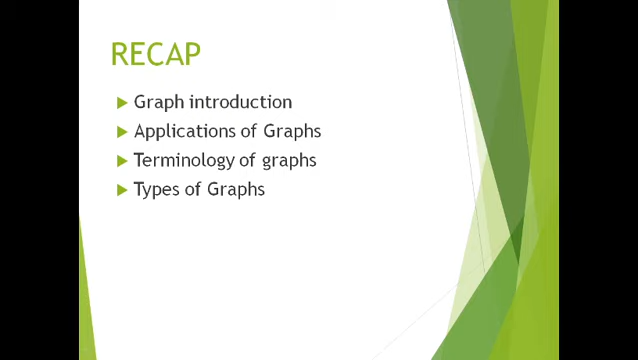 RECAP
Graph introduction
Applications of Graphs
Terminology of graphs
Types of Graphs